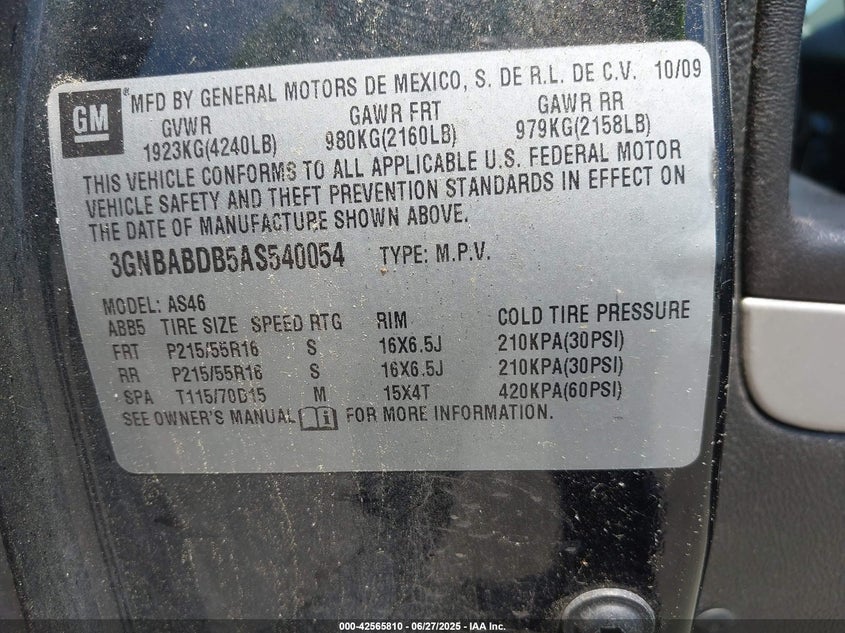 GM
®MFD BY GENERAL MOTORS DE MEXICO, S. DE R.L. DE C.V. 10/09
GVWR GAWR FRT GAWR RR
1923KG(4240LB) 980KG(2160LB) 979KG(2158LB)
THIS VEHICLE CONFORMS TO ALL APPLICABLE U.S. FEDERAL MOTOR
VEHICLE SAFETY AND THEFT PREVENTION STANDARDS IN EFFECT ON
THE DATE OF MANUFACTURE SHOWN ABOVE.
3GNBABDB5AS540054 TYPE: M.P.V.
MODEL: AS46
ABB5 TIRE SIZE SPEED RTG RIM COLD TIRE PRESSURE
FRT P215/55R16 S 16X6.5J 210KPA(30PSI)
RR P215/55R16 S 16X6.5J 210KPA(30PSI)
SPA T115/70D15 M 15X4T 420KPA(60PSI)
SEE OWNER'S MANUAL i FOR MORE INFORMATION.
000-42565810 - 06/27/2025 - IAA Inc.